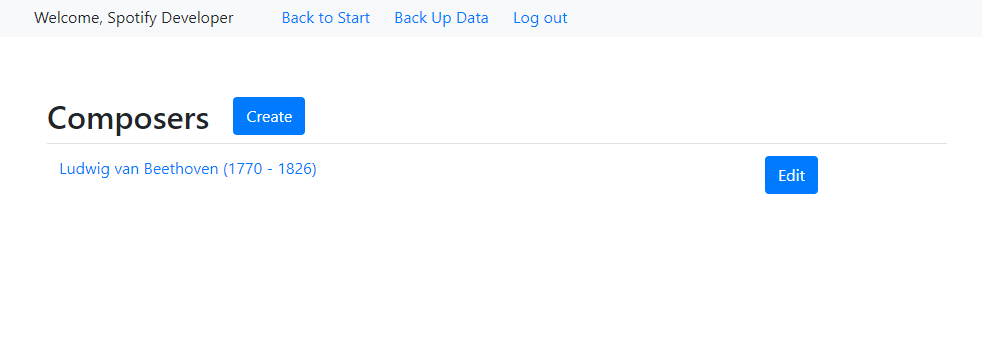 Welcome, Spotify Developer Back to Start Back Up Data Log out
Composers Create
Ludwig van Beethoven (1770 - 1826) Edit